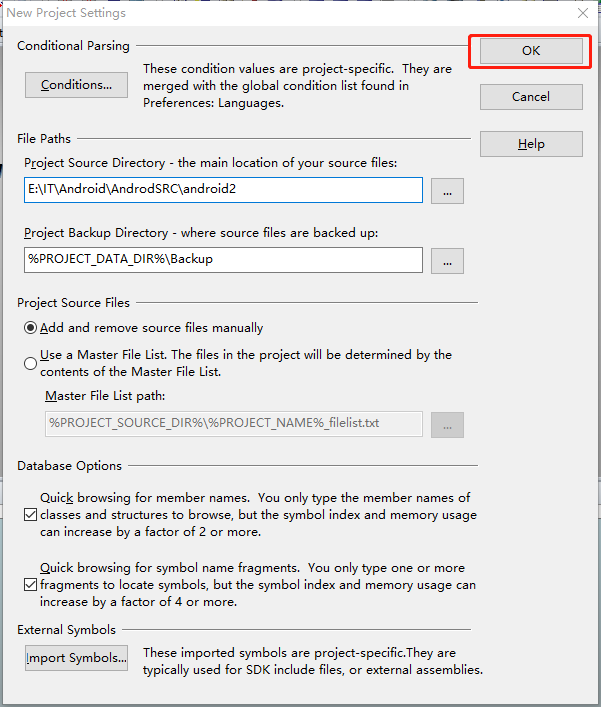 New Project Settings
Conditional Parsing
OK
Conditions...
These condition values are project-specific.  They are
merged with the global condition list found in
Preferences: Languages.
Cancel
File Paths
Help
Project Source Directory - the main location of your source files:
E:\IT\Android\AndrodSRC\android2
...
Project Backup Directory - where source files are backed up:
%PROJECT_DATA_DIR%\Backup
...
Project Source Files
Add and remove source files manually
Use a Master File List. The files in the project will be determined by the
contents of the Master File List.
Master File List path:
%PROJECT_SOURCE_DIR%\%PROJECT_NAME%_filelist.txt
...
Database Options
Quick browsing for member names.  You only type the member names of
classes and structures to browse, but the symbol index and memory usage
can increase by a factor of 2 or more.
Quick browsing for symbol name fragments.  You only type one or more
fragments to locate symbols, but the symbol index and memory usage can
increase by a factor of 4 or more.
External Symbols
Import Symbols...
These imported symbols are project-specific.They are
typically used for SDK include files, or external assemblies.